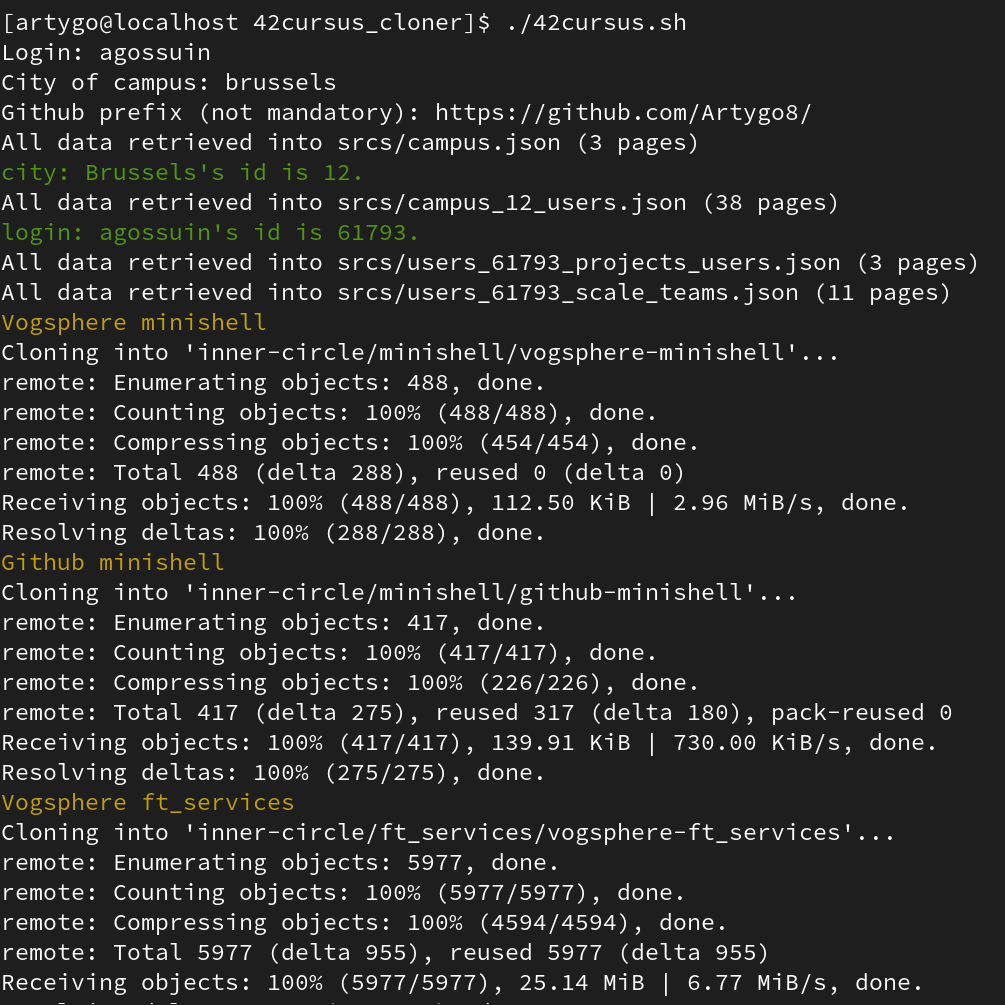 [artygo@localhost 42cursus_cloner]$ ./42cursus.sh
Login: agossuin
City of campus: brussels
Github prefix (not mandatory): https://github.com/Artygo8/
All data retrieved into srcs/campus.json (3 pages)
city: Brussels's id is 12.
All data retrieved into srcs/campus_12_users.json (38 pages)
login: agossuin's id is 61793.
All data retrieved into srcs/users_61793_projects_users.json (3 pages)
All data retrieved into srcs/users_61793_scale_teams.json (11 pages)
Vogsphere minishell
Cloning into 'inner-circle/minishell/vogsphere-minishell'...
remote: Enumerating objects: 488, done.
remote: Counting objects: 100% (488/488), done.
remote: Compressing objects: 100% (454/454), done.
remote: Total 488 (delta 288), reused 0 (delta 0)
Receiving objects: 100% (488/488), 112.50 KiB | 2.96 MiB/s, done.
Resolving deltas: 100% (288/288), done.
Github minishell
Cloning into 'inner-circle/minishell/github-minishell'...
remote: Enumerating objects: 417, done.
remote: Counting objects: 100% (417/417), done.
remote: Compressing objects: 100% (226/226), done.
remote: Total 417 (delta 275), reused 317 (delta 180), pack-reused 0
Receiving objects: 100% (417/417), 139.91 KiB | 730.00 KiB/s, done.
Resolving deltas: 100% (275/275), done.
Vogsphere ft_services
Cloning into 'inner-circle/ft_services/vogsphere-ft_services'...
remote: Enumerating objects: 5977, done.
remote: Counting objects: 100% (5977/5977), done.
remote: Compressing objects: 100% (4594/4594), done.
remote: Total 5977 (delta 955), reused 5977 (delta 955)
Receiving objects: 100% (5977/5977), 25.14 MiB | 6.77 MiB/s, done.